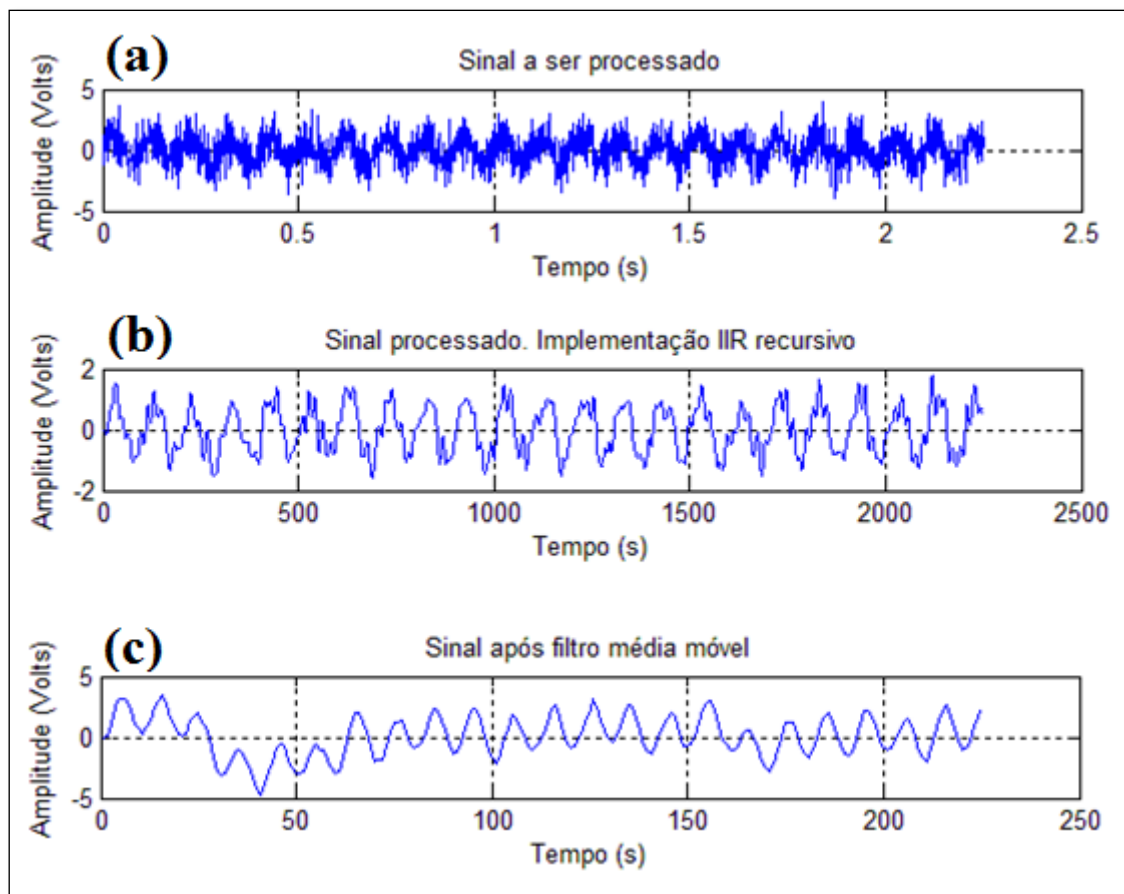 (a)
Sinal a ser processado
Amplitude (Volts)
5
0
-5
0 0.5 1 1.5 2 2.5
Tempo (s)
(b)
Sinal processado. Implementação IIR recursivo
Amplitude (Volts)
2
0
-2
0 500 1000 1500 2000 2500
Tempo (s)
(c)
Sinal após filtro média móvel
Amplitude (Volts)
5
0
-5
0 50 100 150 200 250
Tempo (s)